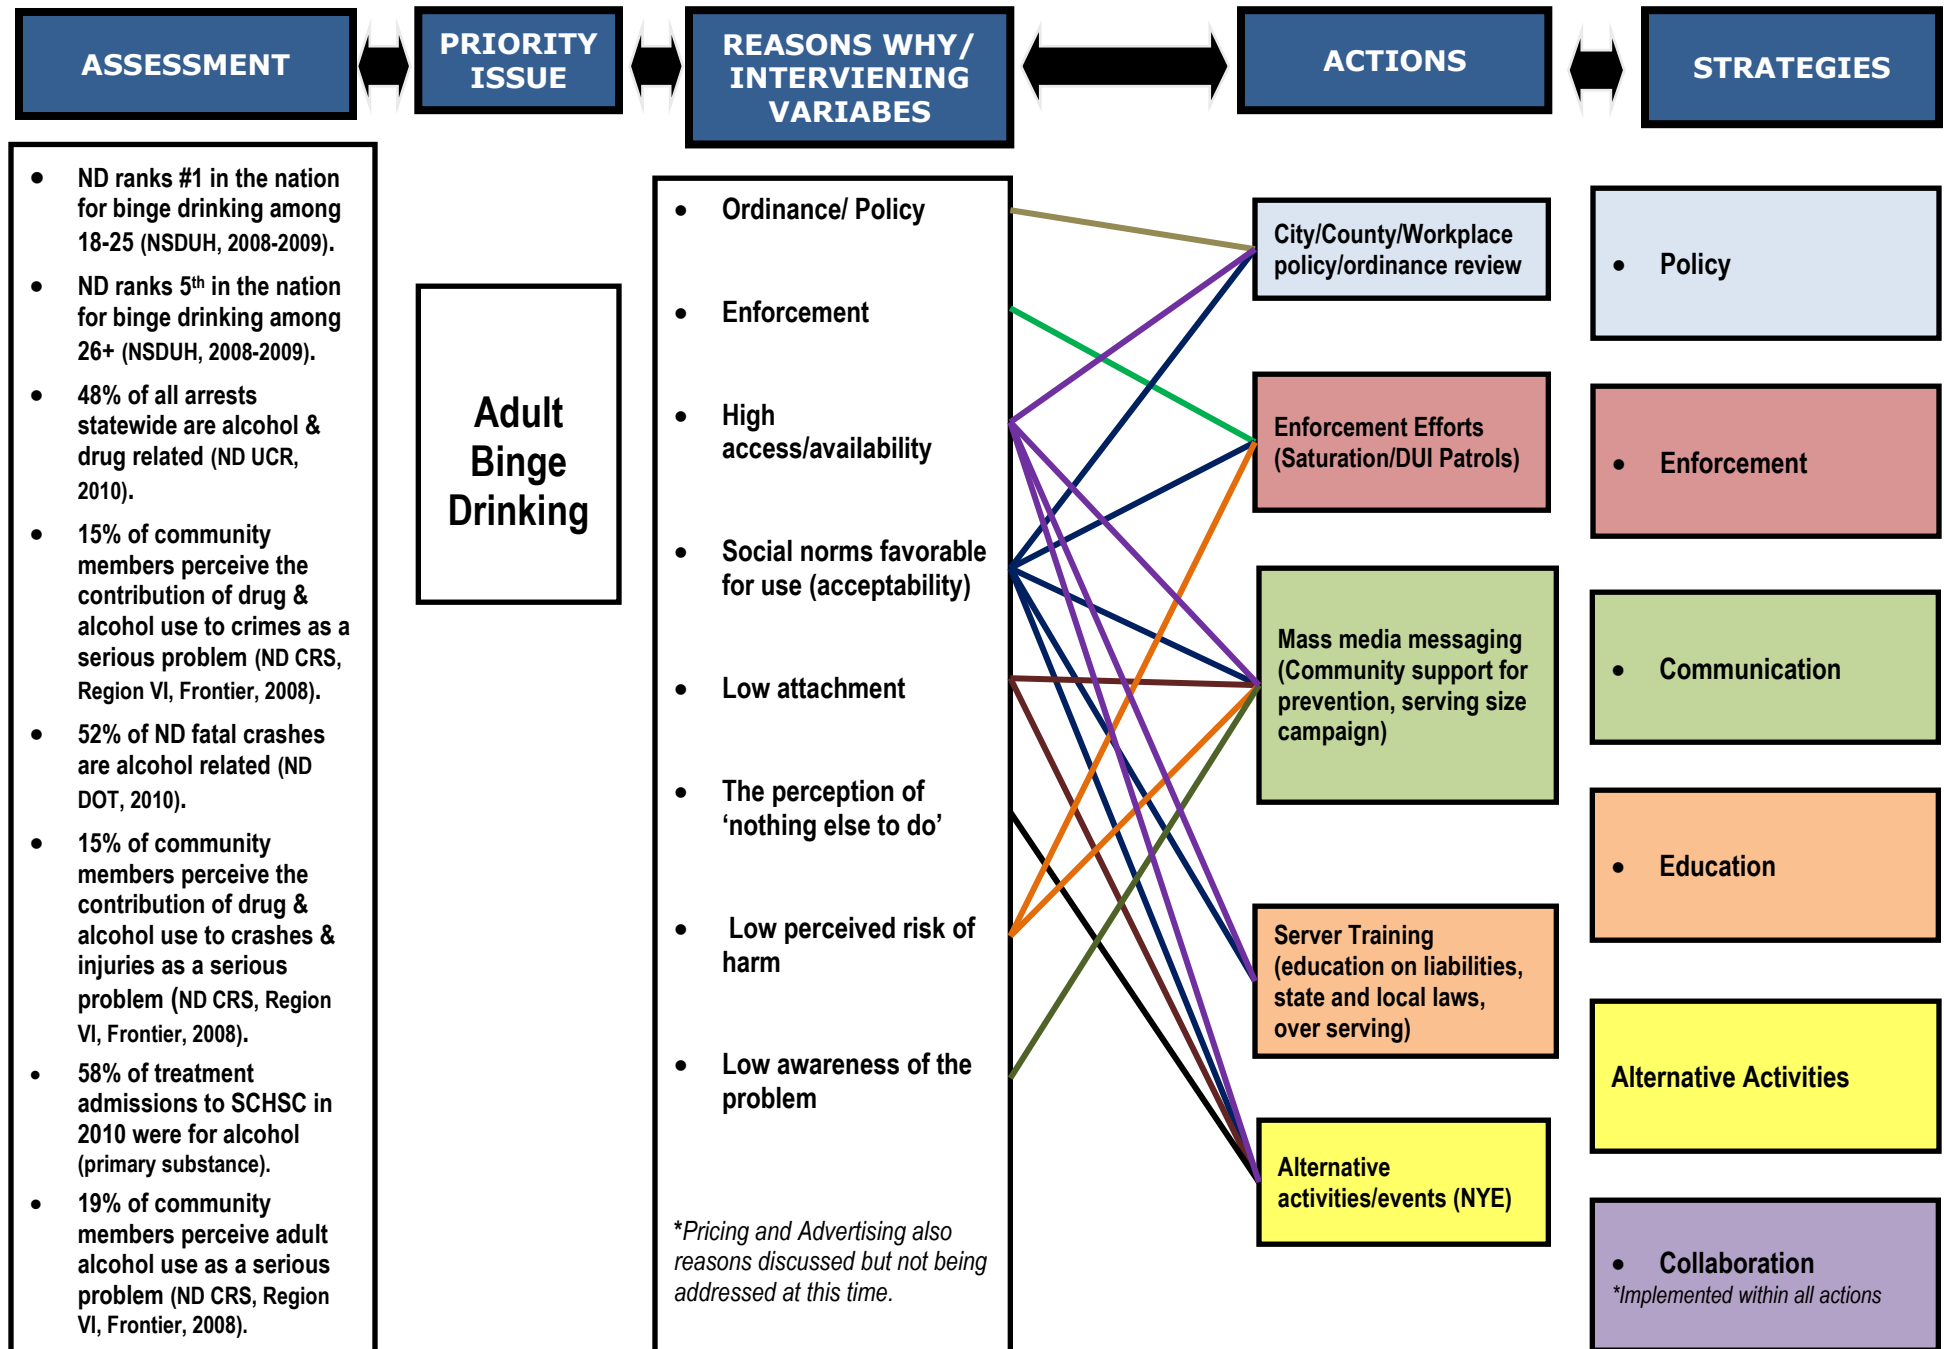 ASSESSMENT
PRIORITY
ISSUE
REASONS WHY/
INTERVIENING
VARIABES
ACTIONS
STRATEGIES
• ND ranks #1 in the nation
for binge drinking among
18-25 (NSDUH, 2008-2009).
• ND ranks 5th in the nation
for binge drinking among
26+ (NSDUH, 2008-2009).
• 48% of all arrests
statewide are alcohol &
drug related (ND UCR,
2010).
• 15% of community
members perceive the
contribution of drug &
alcohol use to crimes as a
serious problem (ND CRS,
Region VI, Frontier, 2008).
• 52% of ND fatal crashes
are alcohol related (ND
DOT, 2010).
• 15% of community
members perceive the
contribution of drug &
alcohol use to crashes &
injuries as a serious
problem (ND CRS, Region
VI, Frontier, 2008).
• 58% of treatment
admissions to SCHSC in
2010 were for alcohol
(primary substance).
• 19% of community
members perceive adult
alcohol use as a serious
problem (ND CRS, Region
VI, Frontier, 2008).
Adult
Binge
Drinking
• Ordinance/ Policy
• Enforcement
• High
access/availability
• Social norms favorable
for use (acceptability)
• Low attachment
• The perception of
‘nothing else to do’
• Low perceived risk of
harm
• Low awareness of the
problem
*Pricing and Advertising also
reasons discussed but not being
addressed at this time.
City/County/Workplace
policy/ordinance review
Enforcement Efforts
(Saturation/DUI Patrols)
Mass media messaging
(Community support for
prevention, serving size
campaign)
Server Training
(education on liabilities,
state and local laws,
over serving)
Alternative
activities/events (NYE)
• Policy
• Enforcement
• Communication
• Education
Alternative Activities
• Collaboration
*Implemented within all actions